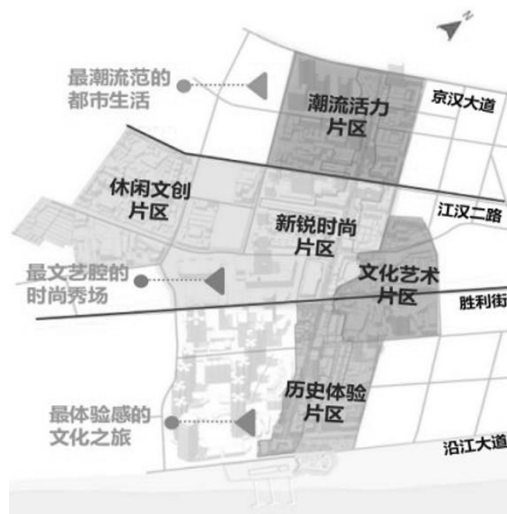 N
最潮流范的
都市生活
潮流活力
片区
京汉大道
休闲文创
片区
新锐时尚
片区
江汉二路
最文艺腔的
时尚秀场
文化艺术
片区
胜利街
历史体验
片区
最体验感的
文化之旅
沿江大道